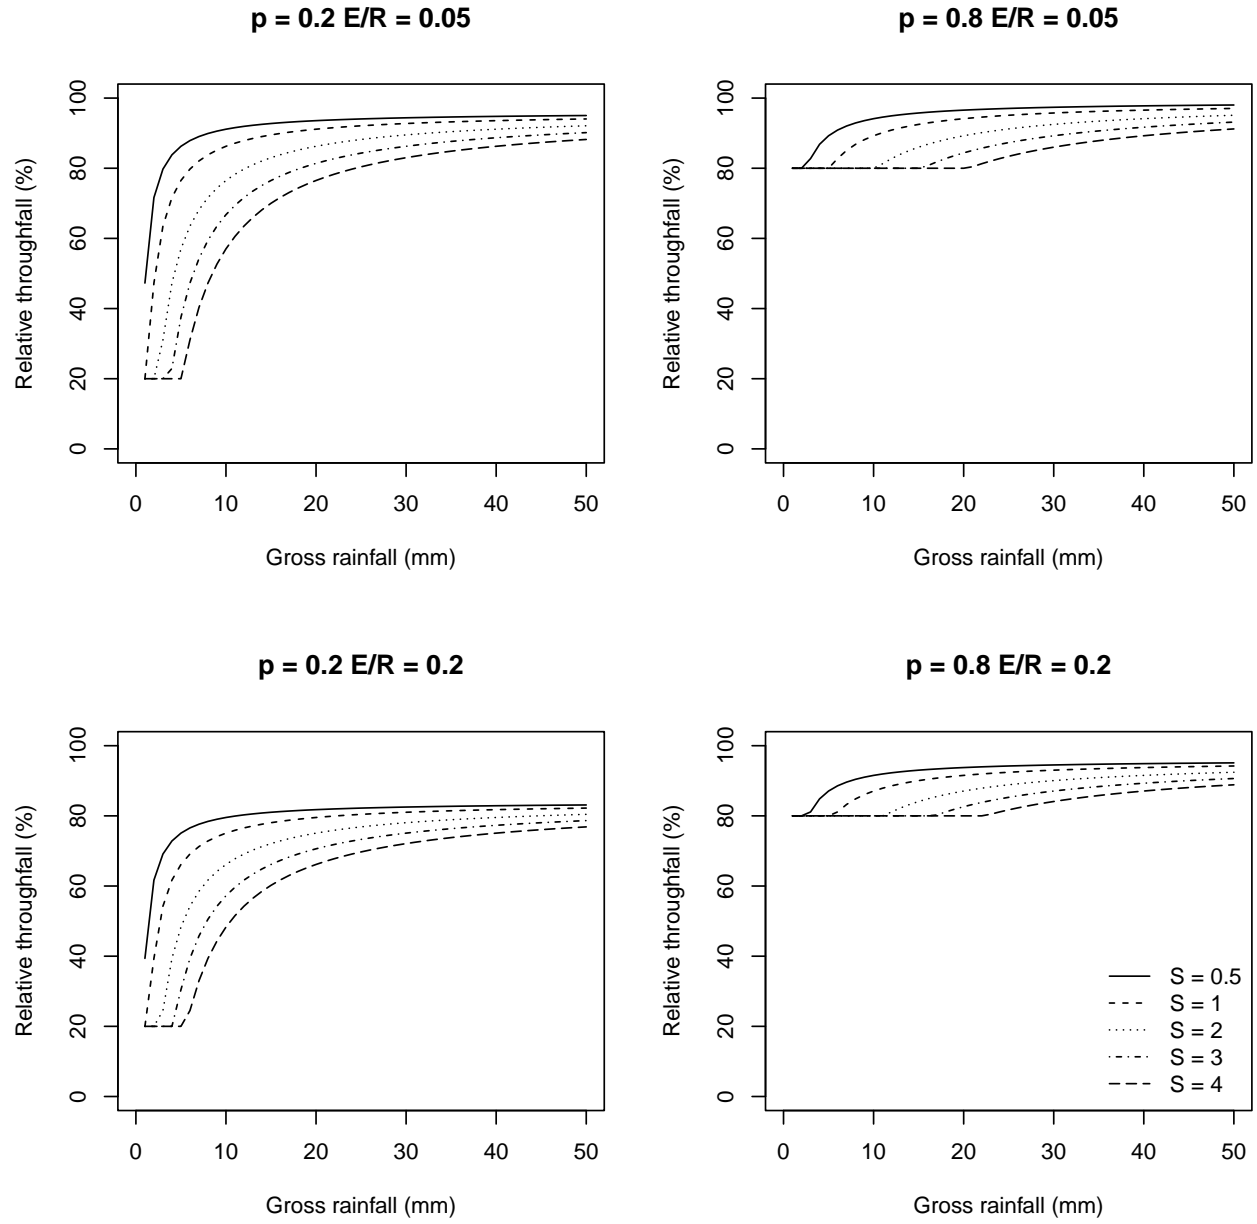 p = 0.2 E/R = 0.05
Relative throughfall (%)
100
80
60
40
20
0
0 10 20 30 40 50
Gross rainfall (mm)
p = 0.8 E/R = 0.05
Relative throughfall (%)
100
80
60
40
20
0
0 10 20 30 40 50
Gross rainfall (mm)
p = 0.2 E/R = 0.2
Relative throughfall (%)
100
80
60
40
20
0
0 10 20 30 40 50
Gross rainfall (mm)
p = 0.8 E/R = 0.2
Relative throughfall (%)
100
80
60
40
20
0
S = 0.5
S = 1
S = 2
S = 3
S = 4
0 10 20 30 40 50
Gross rainfall (mm)